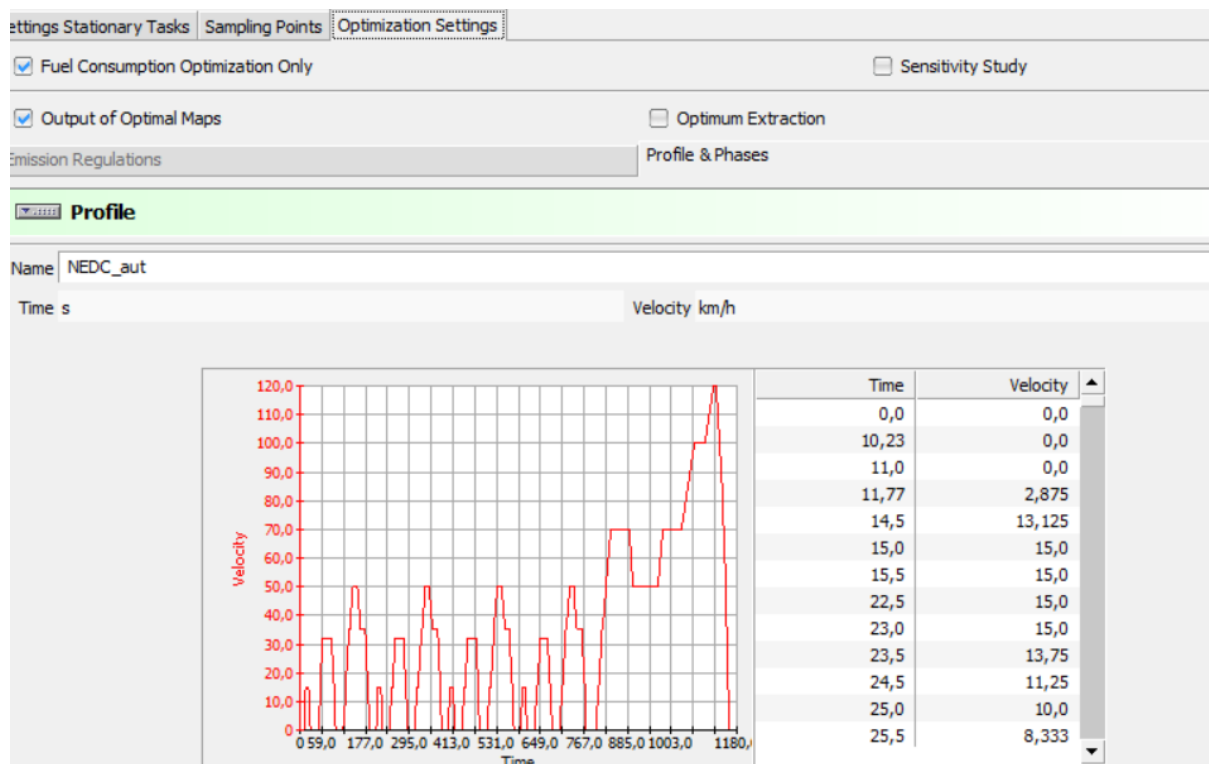 ettings Stationary Tasks Sampling Points Optimization Settings
Fuel Consumption Optimization Only Sensitivity Study
Output of Optimal Maps Optimum Extraction
Emission Regulations Profile & Phases
Profile
Name NEDC_aut
Time s Velocity km/h
Time Velocity
0,0 0,0
10,23 0,0
11,0 0,0
11,77 2,875
14,5 13,125
15,0 15,0
15,5 15,0
22,5 15,0
23,0 15,0
23,5 13,75
24,5 11,25
25,0 10,0
25,5 8,333
120,0
110,0
100,0
90,0
80,0
70,0
60,0
50,0
40,0
30,0
20,0
10,0
0
Velocity
0 59,0 177,0 295,0 413,0 531,0 649,0 767,0 885,0 1003,0 1180,
Time